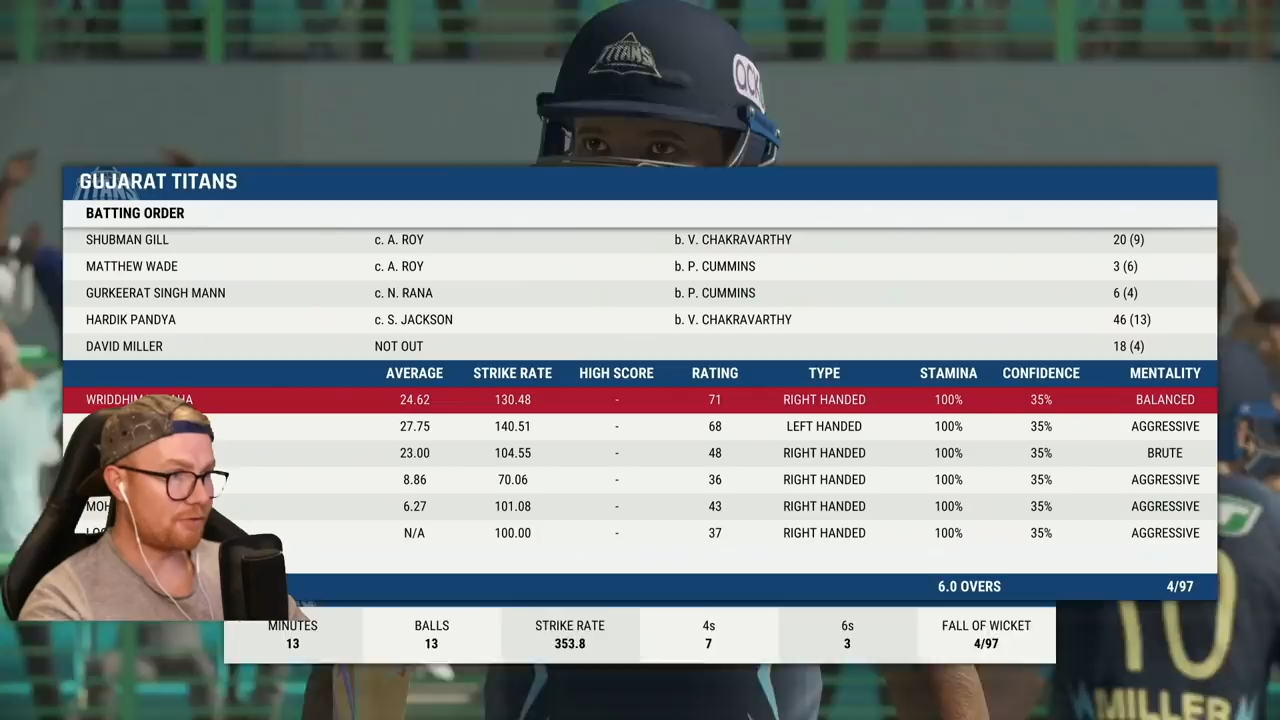 TITANS
GUJARAT TITANS
BATTING ORDER
SHUBMAN GILL c. A. ROY b. V. CHAKRAVARTHY 20 (9)
MATTHEW WADE c. A. ROY b. P. CUMMINS 3 (6)
GURKEERAT SINGH MANN c. N. RANA b. P. CUMMINS 6 (4)
HARDIK PANDYA c. S. JACKSON b. V. CHAKRAVARTHY 46 (13)
DAVID MILLER NOT OUT 18 (4)
AVERAGE STRIKE RATE HIGH SCORE RATING TYPE STAMINA CONFIDENCE MENTALITY
24.62 130.48 - 71 RIGHT HANDED 100% 35% BALANCED
27.75 140.51 - 68 LEFT HANDED 100% 35% AGGRESSIVE
23.00 104.55 - 48 RIGHT HANDED 100% 35% BRUTE
8.86 70.06 - 36 RIGHT HANDED 100% 35% AGGRESSIVE
6.27 101.08 - 43 RIGHT HANDED 100% 35% AGGRESSIVE
N/A 100.00 - 37 RIGHT HANDED 100% 35% AGGRESSIVE
6.0 OVERS 4/97
MINUTES BALLS STRIKE RATE 4s 6s FALL OF WICKET
13 13 353.8 7 3 4/97
10
MILLER